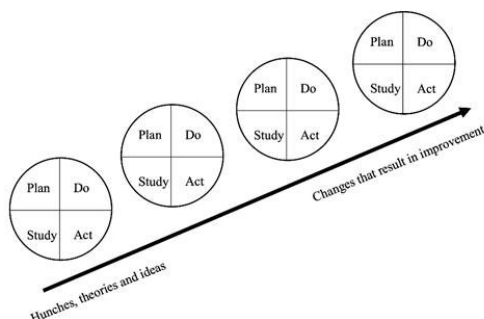 Plan Do
Study Act
Plan Do
Study Act
Plan Do
Study Act
Plan Do
Study Act
Hunches, theories and ideas
Changes that result in improvement